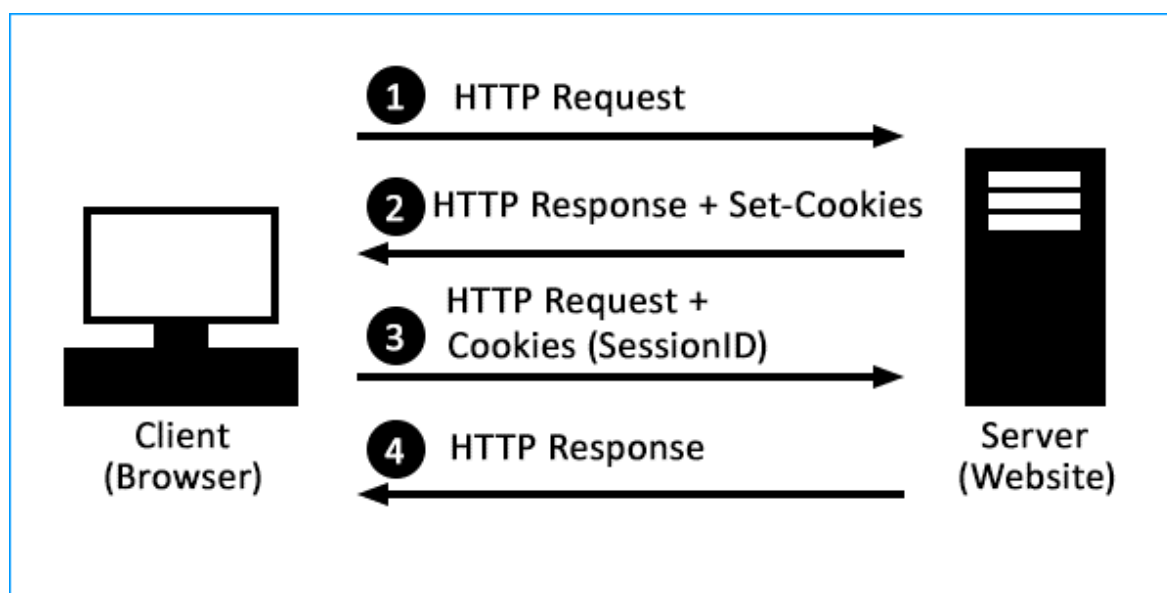 1 HTTP Request
2 HTTP Response + Set-Cookies
3 HTTP Request +
Cookies (SessionID)
4 HTTP Response
Client
(Browser)
Server
(Website)